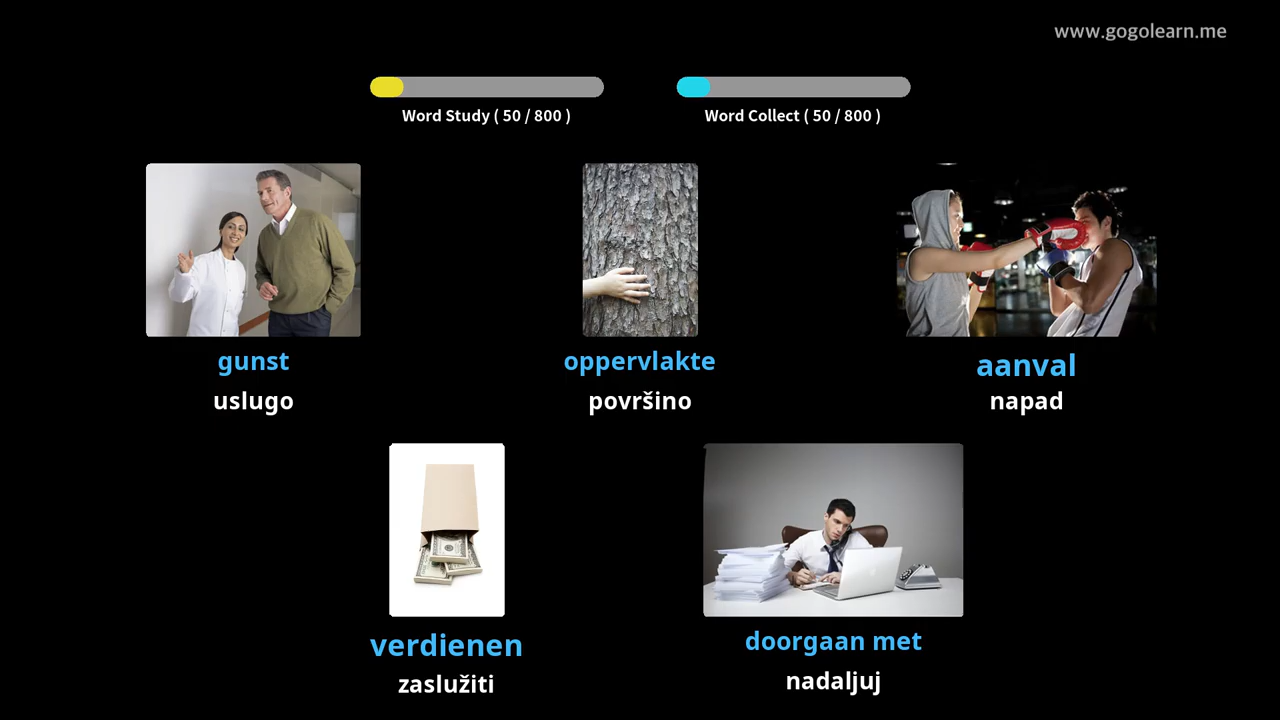 www.gogolearn.me
Word Study ( 50 / 800 )
Word Collect ( 50 / 800 )
gunst
uslugo
oppervlakte
površino
aanval
napad
verdienen
zaslužiti
doorgaan met
nadaljuj